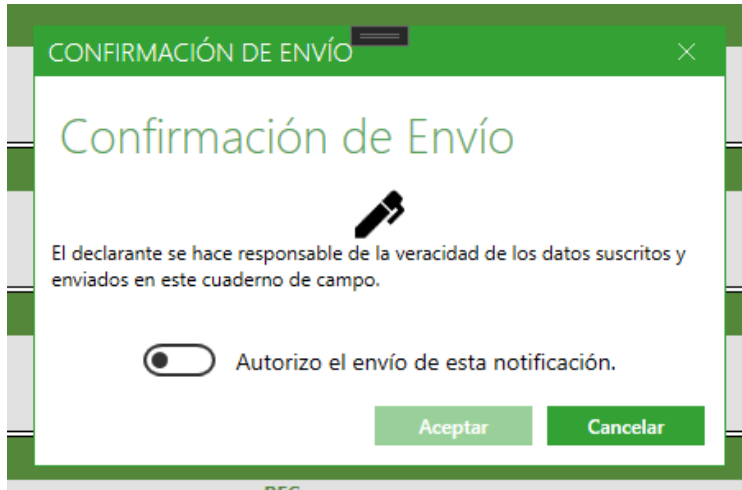 CONFIRMACIÓN DE ENVÍO
Confirmación de Envío
El declarante se hace responsable de la veracidad de los datos suscritos y
enviados en este cuaderno de campo.
Autorizo el envío de esta notificación.
Aceptar
Cancelar